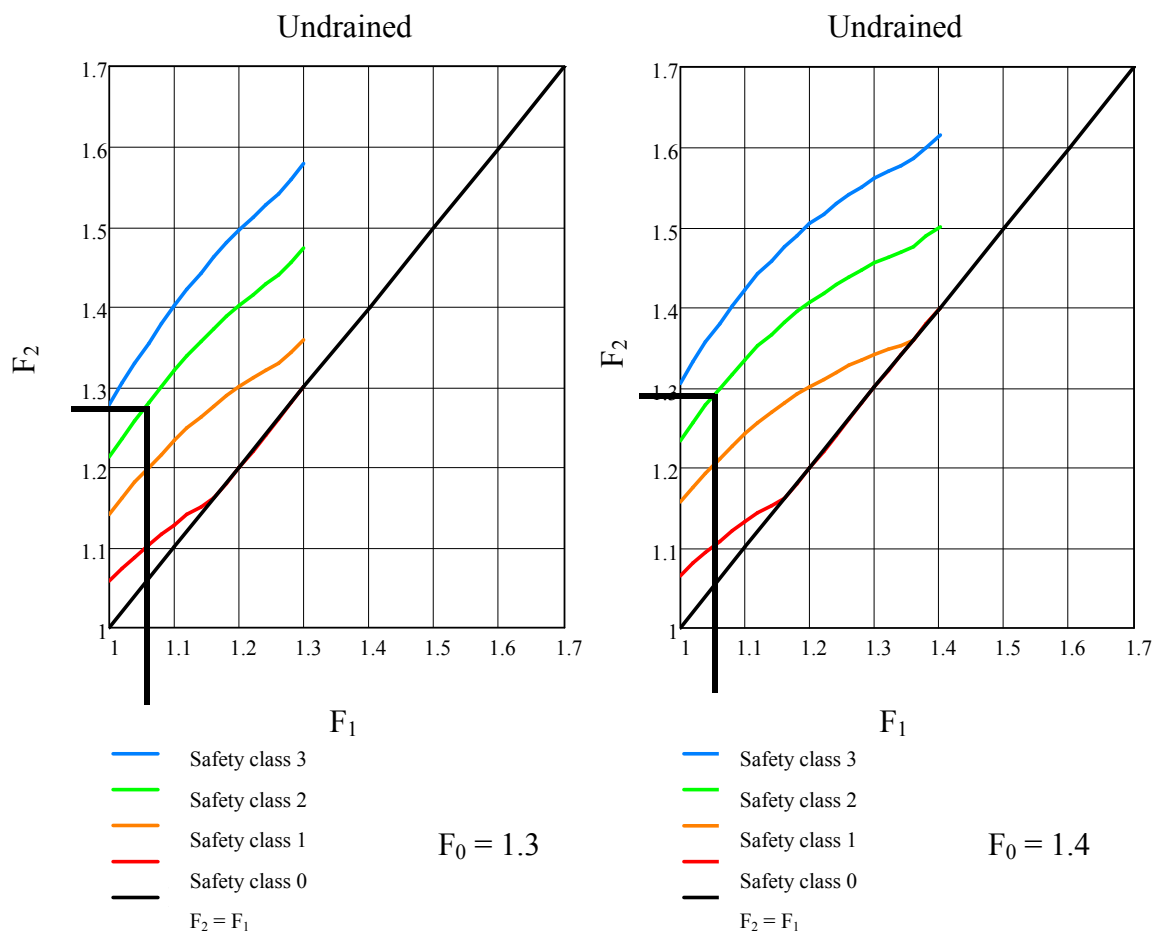 Undrained
1.7
1.6
1.5
1.4
1.3
1.2
1.1
1
1 1.1 1.2 1.3 1.4 1.5 1.6 1.7
F₂
F₁
Safety class 3
Safety class 2
Safety class 1
Safety class 0
F₂ = F₁
F₀ = 1.3
Undrained
1.7
1.6
1.5
1.4
1.3
1.2
1.1
1
1 1.1 1.2 1.3 1.4 1.5 1.6 1.7
F₂
F₁
Safety class 3
Safety class 2
Safety class 1
Safety class 0
F₂ = F₁
F₀ = 1.4